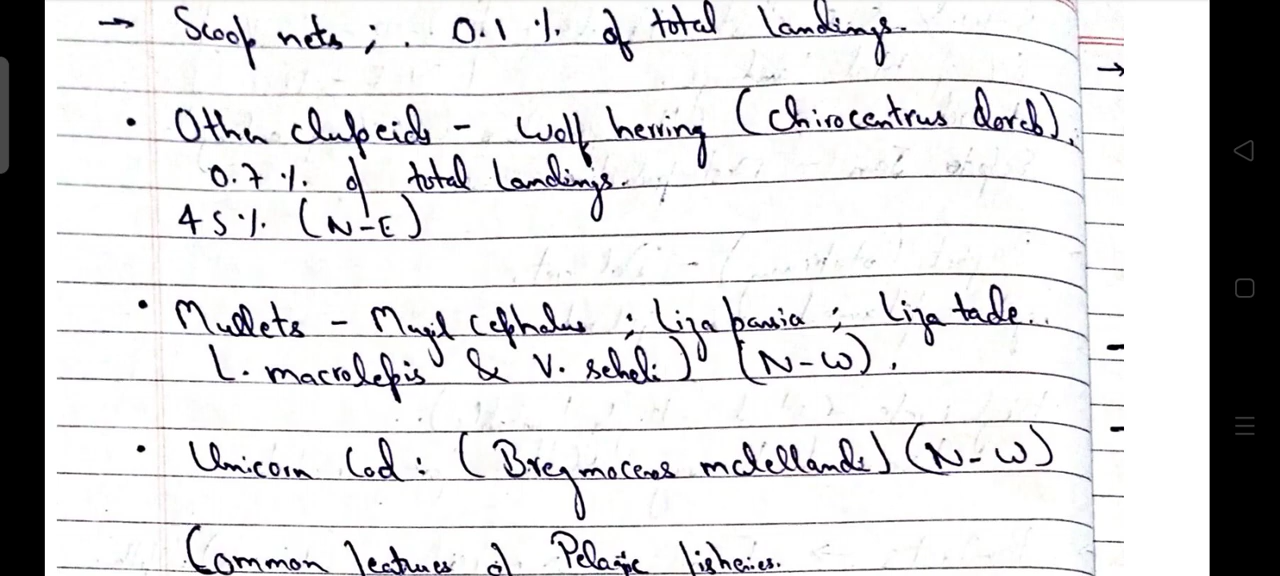 → Scoop nets ; . 0.1 % of total landings.
• Other clupeids - Wolf herring (Chirocentrus dorab),
0.7 % of total landings.
45 % (N-E)
• Mullets - Mugil cephalus ; Liza parsia ; Liza tade.
L. macrolepis & V. seheli) (N-W).
• Unicorn Cod : (Bregmoceros mclellandi) (N-W)
Common features of Pelagic fisheries.